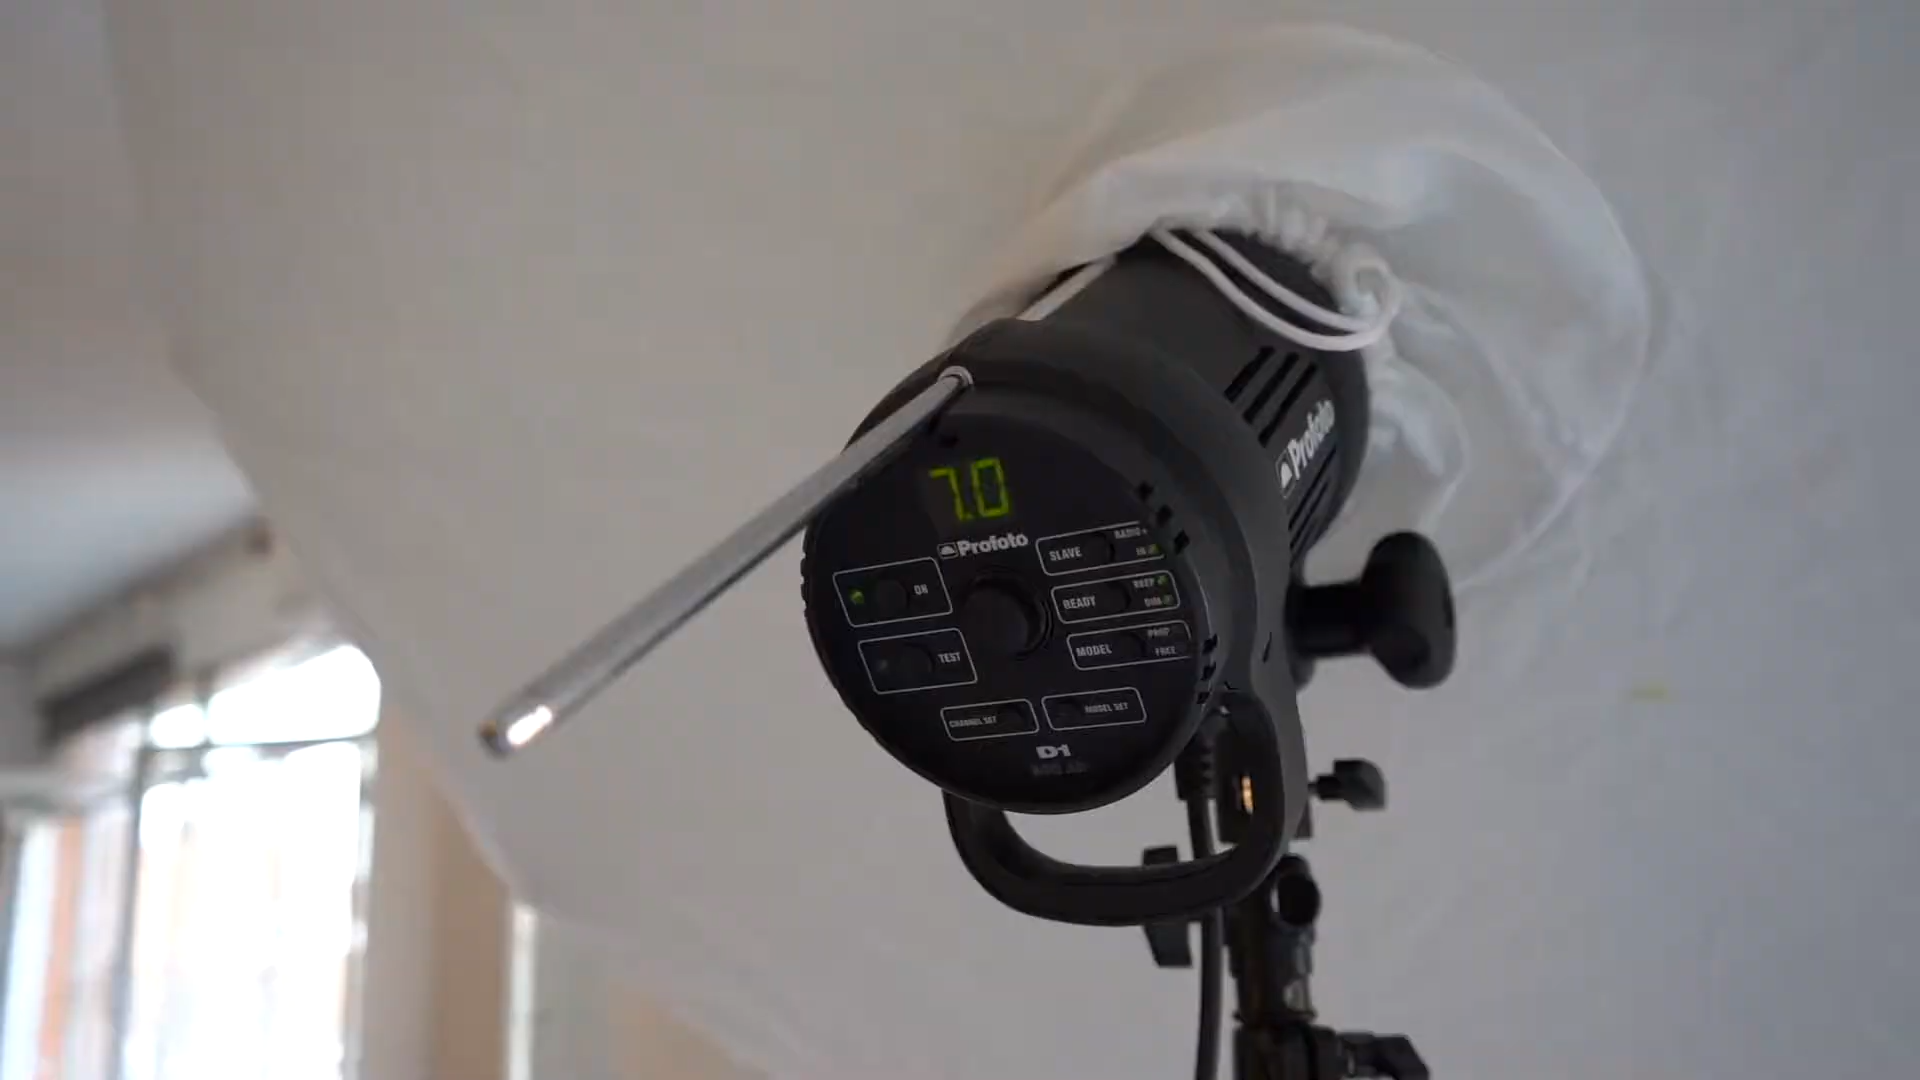 7.0
Profoto
Profoto
SLAVE
RADIO
IN
ON
READY
BEEP
DIM
TEST
MODEL
PROP
FREE
CHANNEL SET
MODEL SET
D1